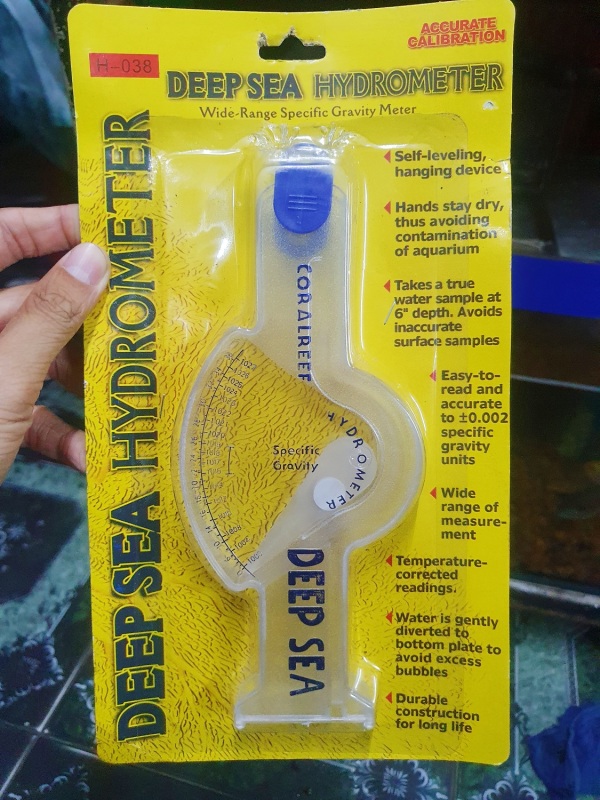 ACCURATE
CALIBRATION
H-038
DEEP SEA HYDROMETER
Wide-Range Specific Gravity Meter
DEEP SEA HYDROMETER
Self-leveling,
hanging device
Hands stay dry,
thus avoiding
contamination
of aquarium
Takes a true
water sample at
6" depth. Avoids
inaccurate
surface samples
Easy-to-
read and
accurate
to ±0.002
specific
gravity
units
Wide
range of
measure-
ment
Temperature-
corrected
readings.
Water is gently
diverted to
bottom plate to
avoid excess
bubbles
Durable
construction
for long life
CORALREEF
HYDROMETER
Specific
Gravity
DEEP SEA